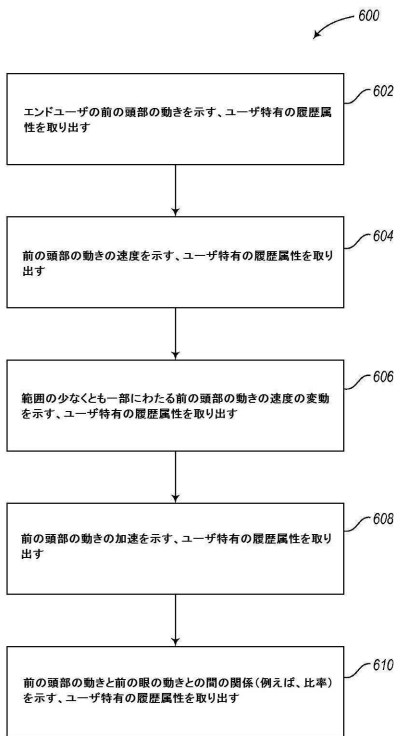 600
602
エンドユーザの前の頭部の動きを示す、ユーザ特有の履歴属
性を取り出す
604
前の頭部の動きの速度を示す、ユーザ特有の履歴属性を取り
出す
606
範囲の少なくとも一部にわたる前の頭部の動きの速度の変動
を示す、ユーザ特有の履歴属性を取り出す
608
前の頭部の動きの加速を示す、ユーザ特有の履歴属性を取り
出す
610
前の頭部の動きと前の眼の動きとの間の関係(例えば、比率)
を示す、ユーザ特有の履歴属性を取り出す